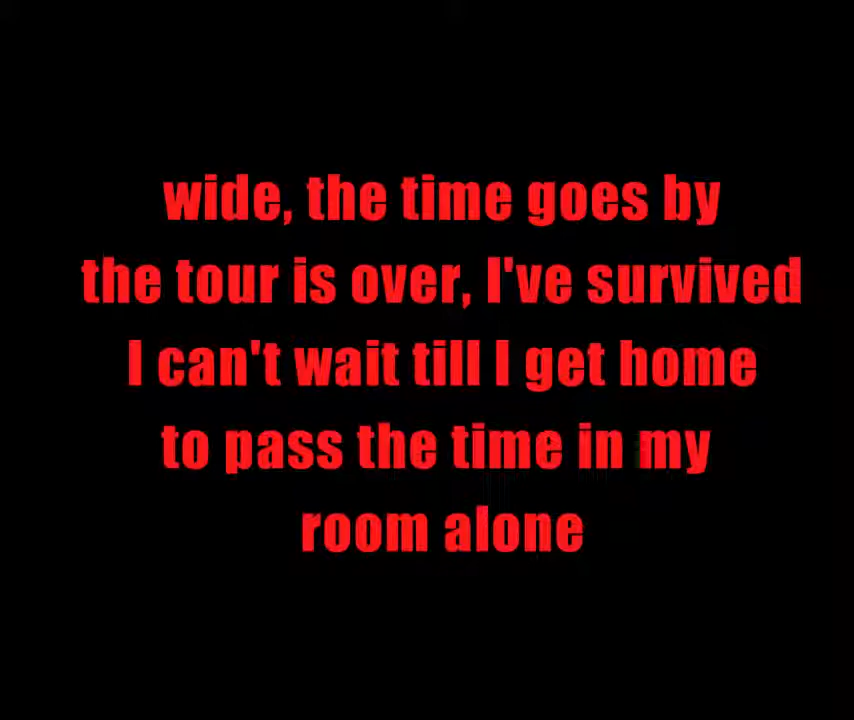 wide, the time goes by
the tour is over, I've survived
I can't wait till I get home
to pass the time in my
room alone